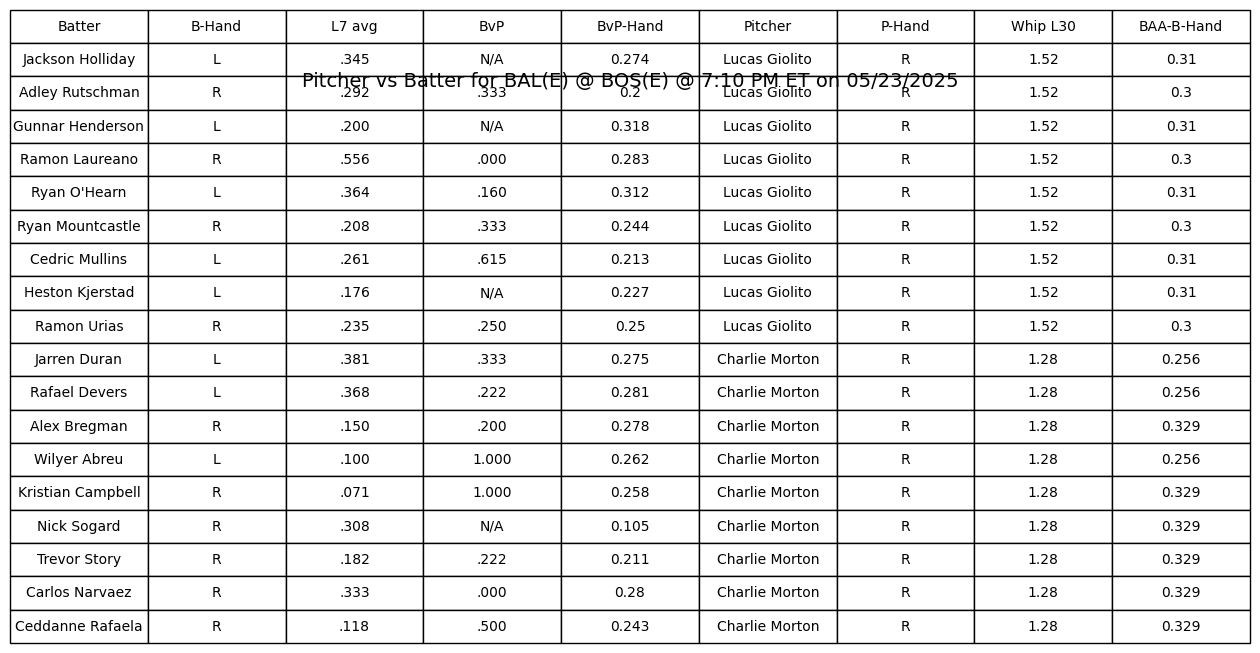 Batter B-Hand L7 avg BvP BvP-Hand Pitcher P-Hand Whip L30 BAA-B-Hand
Jackson Holliday L .345 N/A 0.274 Lucas Giolito R 1.52 0.31
Pitcher vs Batter for BAL(E) @ BOS(E) @ 7:10 PM ET on 05/23/2025
Adley Rutschman R .292 .333 0.2 Lucas Giolito R 1.52 0.3
Gunnar Henderson L .200 N/A 0.318 Lucas Giolito R 1.52 0.31
Ramon Laureano R .556 .000 0.283 Lucas Giolito R 1.52 0.3
Ryan O'Hearn L .364 .160 0.312 Lucas Giolito R 1.52 0.31
Ryan Mountcastle R .208 .333 0.244 Lucas Giolito R 1.52 0.3
Cedric Mullins L .261 .615 0.213 Lucas Giolito R 1.52 0.31
Heston Kjerstad L .176 N/A 0.227 Lucas Giolito R 1.52 0.31
Ramon Urias R .235 .250 0.25 Lucas Giolito R 1.52 0.3
Jarren Duran L .381 .333 0.275 Charlie Morton R 1.28 0.256
Rafael Devers L .368 .222 0.281 Charlie Morton R 1.28 0.256
Alex Bregman R .150 .200 0.278 Charlie Morton R 1.28 0.329
Wilyer Abreu L .100 1.000 0.262 Charlie Morton R 1.28 0.256
Kristian Campbell R .071 1.000 0.258 Charlie Morton R 1.28 0.329
Nick Sogard R .308 N/A 0.105 Charlie Morton R 1.28 0.329
Trevor Story R .182 .222 0.211 Charlie Morton R 1.28 0.329
Carlos Narvaez R .333 .000 0.28 Charlie Morton R 1.28 0.329
Ceddanne Rafaela R .118 .500 0.243 Charlie Morton R 1.28 0.329